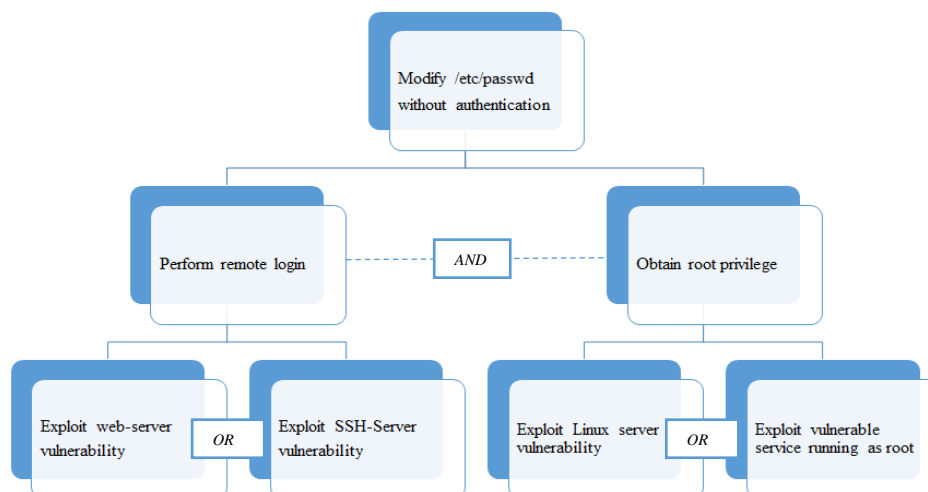 Modify /etc/passwd
without authentication
Perform remote login
AND
Obtain root privilege
Exploit web-server
vulnerability
OR
Exploit SSH-Server
vulnerability
Exploit Linux server
vulnerability
OR
Exploit vulnerable
service running as root